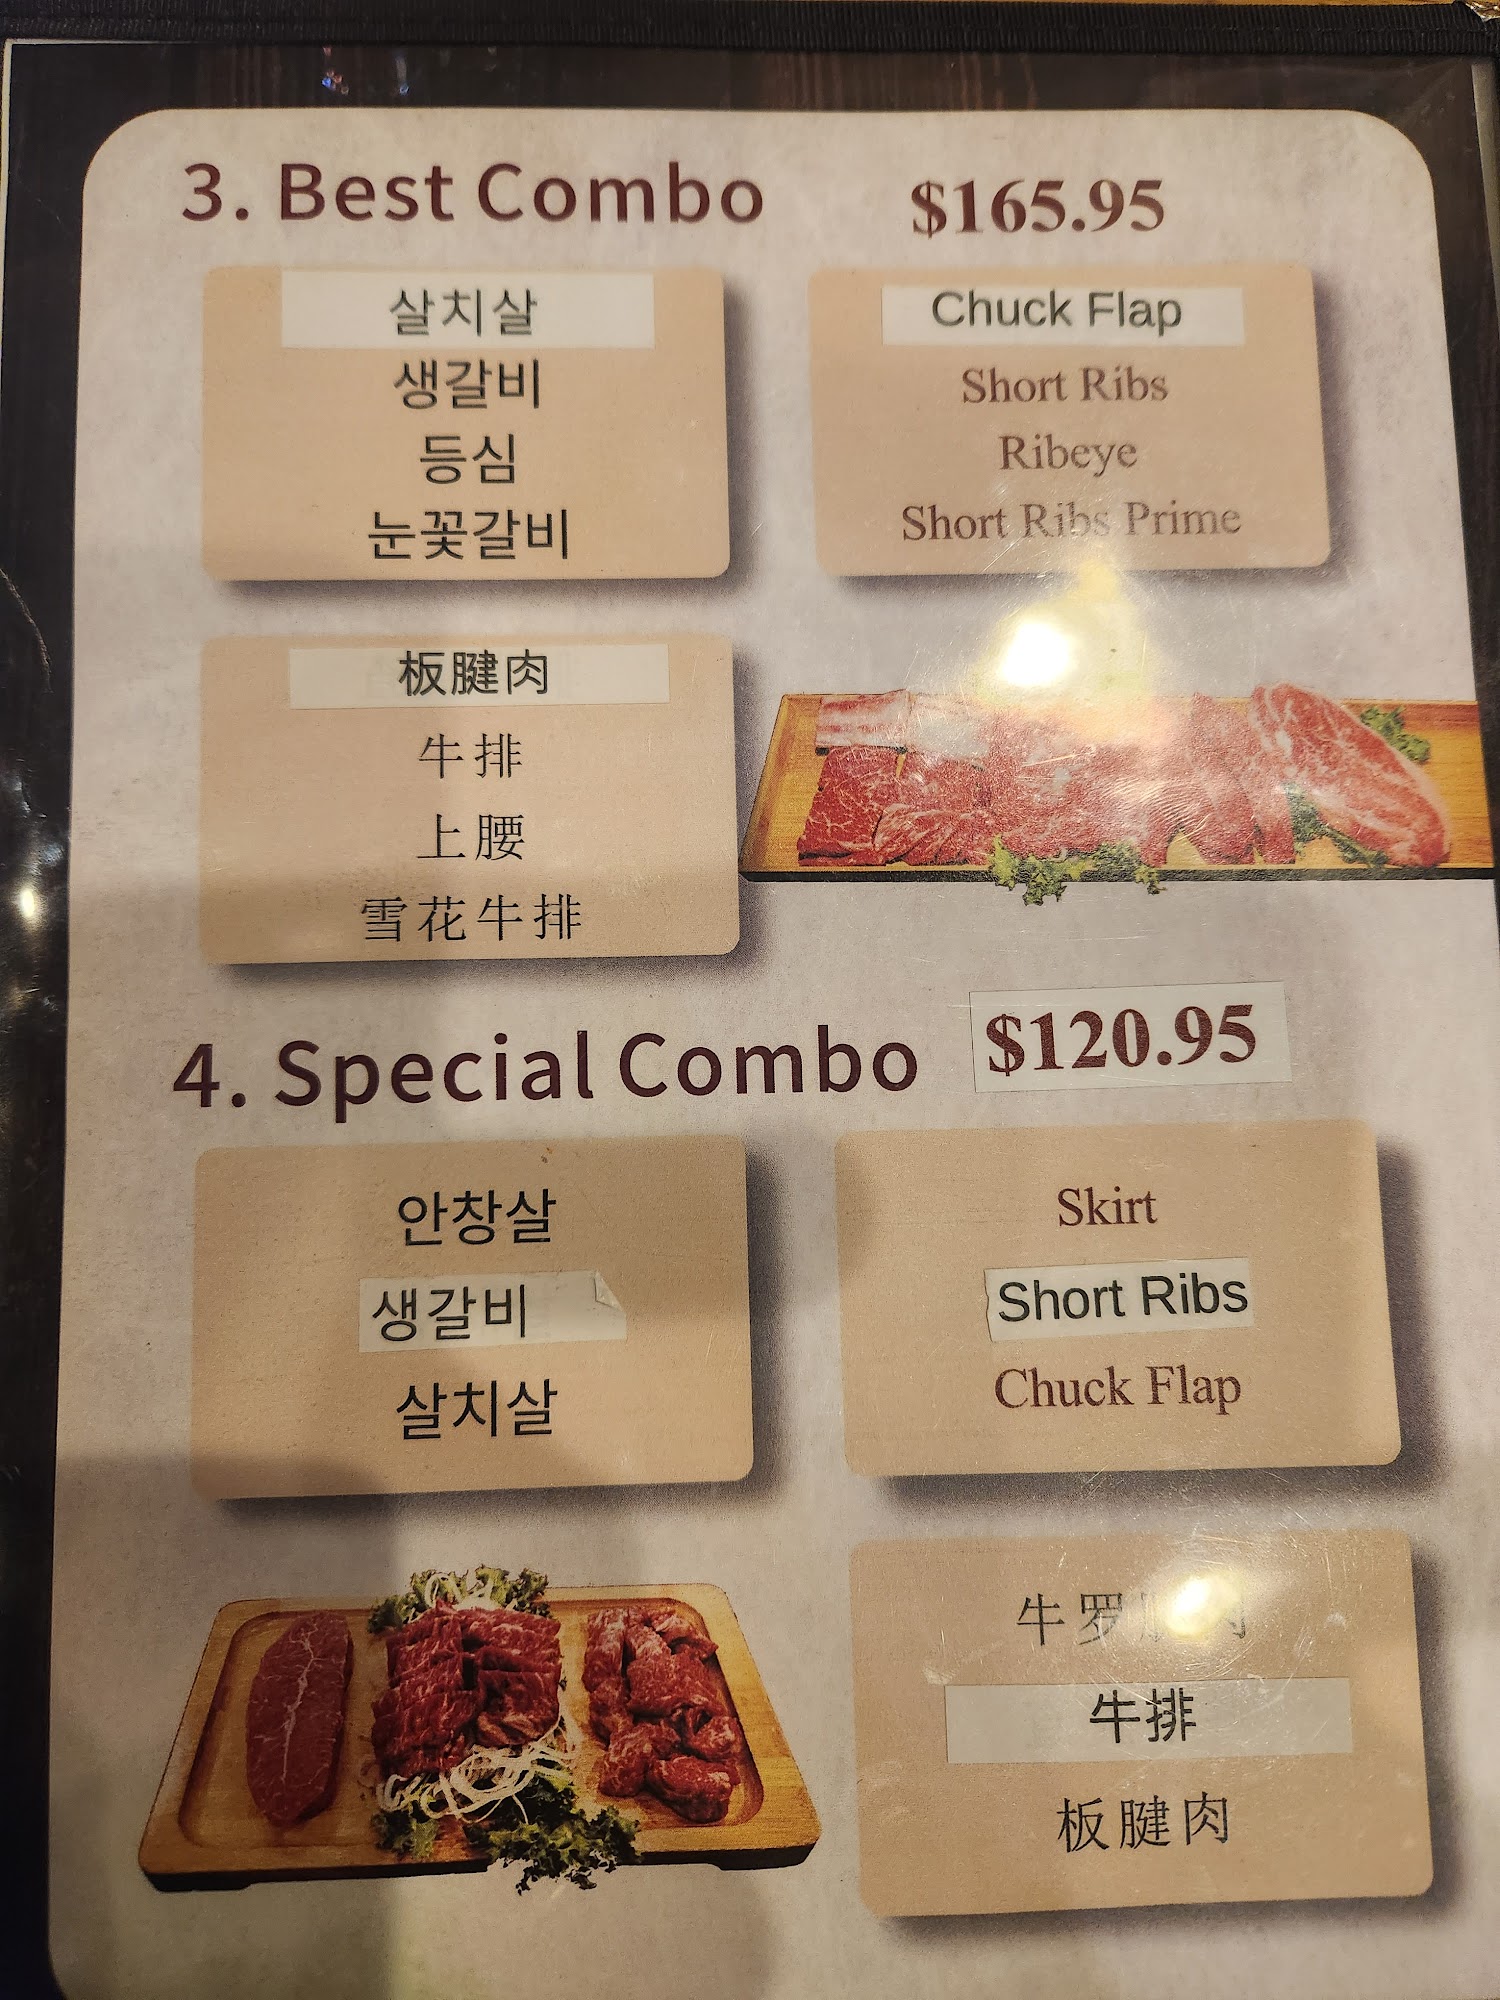 3. Best Combo $165.95
살치살
생갈비
등심
눈꽃갈비
Chuck Flap
Short Ribs
Ribeye
Short Ribs Prime
板腱肉
牛排
上腰
雪花牛排
4. Special Combo $120.95
안창살
생갈비
살치살
Skirt
Short Ribs
Chuck Flap
牛罗
牛排
板腱肉